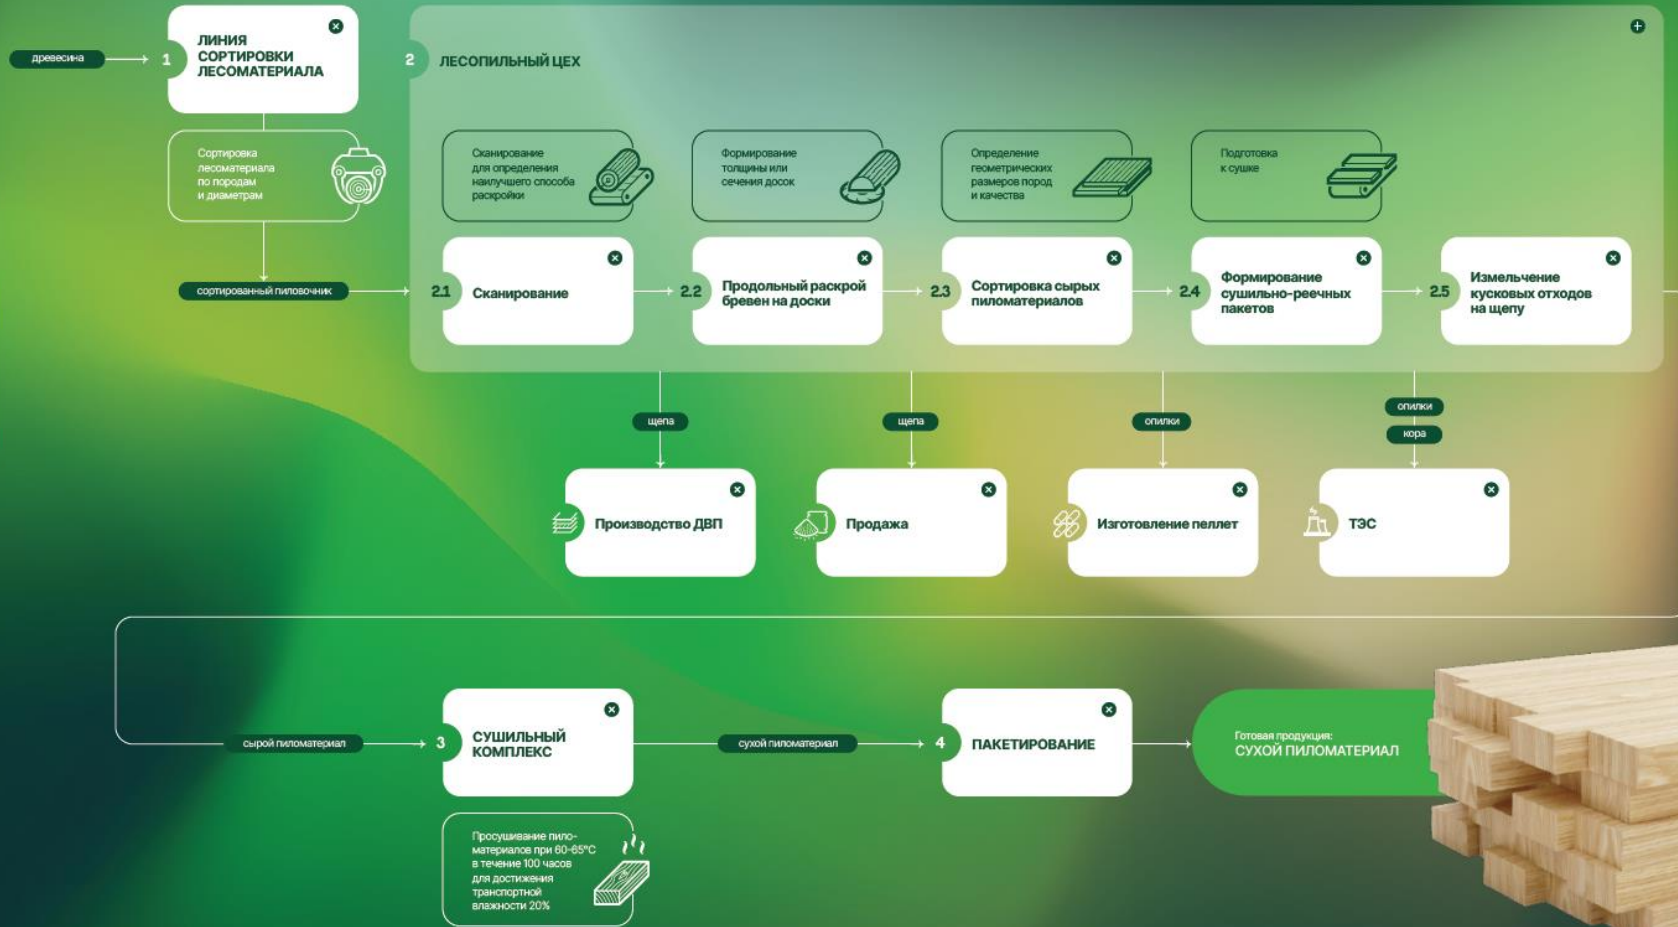 древесина
1
ЛИНИЯ
СОРТИРОВКИ
ЛЕСОМАТЕРИАЛА
Сортировка
лесоматериала
по породам
и диаметрам
сортированный пиловочник
2
ЛЕСОПИЛЬНЫЙ ЦЕХ
Сканирование
для определения
наилучшего способа
раскройки
Формирование
толщины или
сечения досок
Определение
геометрических
размеров пород
и качества
Подготовка
к сушке
2.1
Сканирование
2.2
Продольный раскрой
бревен на доски
2.3
Сортировка сырых
пиломатериалов
2.4
Формирование
сушильно-реечных
пакетов
2.5
Измельчение
кусковых отходов
на щепу
щепа
щепа
опилки
опилки
кора
Производство ДВП
Продажа
Изготовление пеллет
ТЭС
сырой пиломатериал
3
СУШИЛЬНЫЙ
КОМПЛЕКС
сухой пиломатериал
4
ПАКЕТИРОВАНИЕ
Готовая продукция:
СУХОЙ ПИЛОМАТЕРИАЛ
Просушивание пило-
материалов при 60-65°C
в течение 100 часов
для достижения
транспортной
влажности 20%